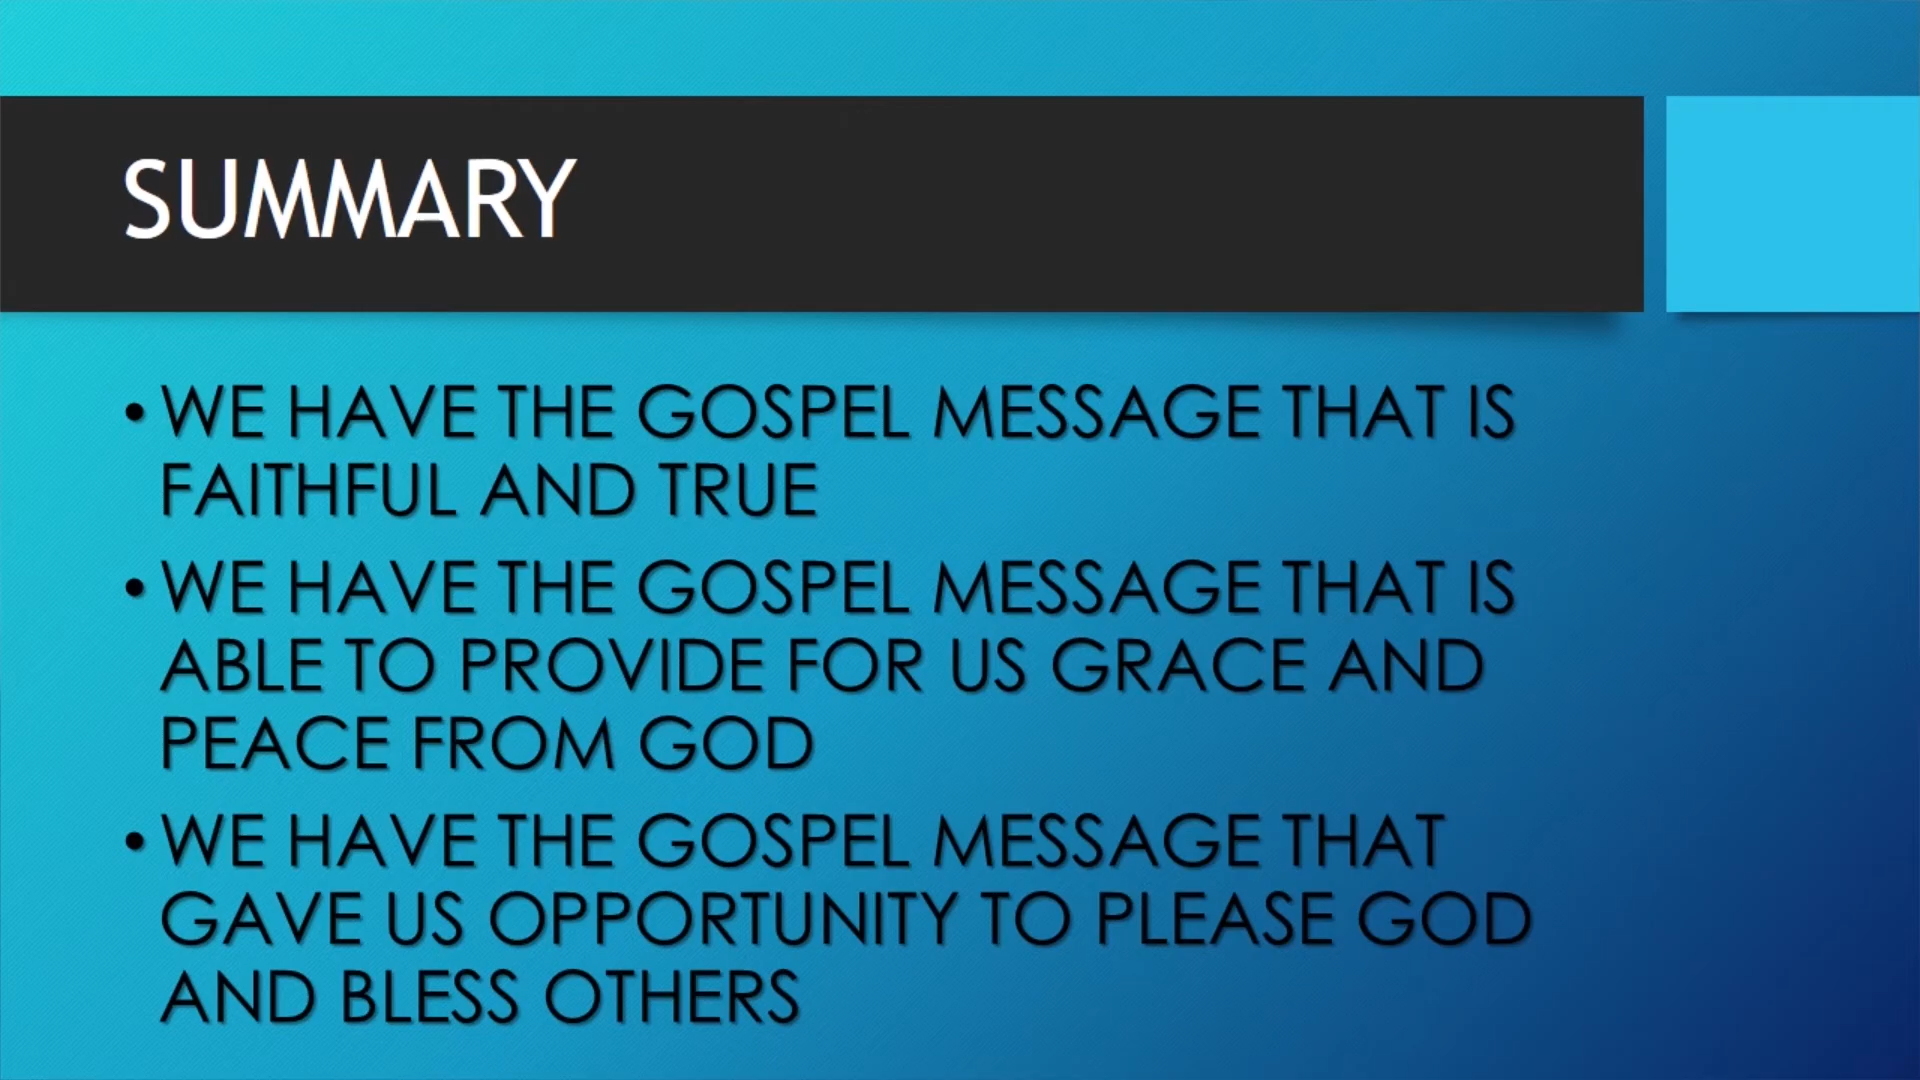 SUMMARY
• WE HAVE THE GOSPEL MESSAGE THAT IS
FAITHFUL AND TRUE
• WE HAVE THE GOSPEL MESSAGE THAT IS
ABLE TO PROVIDE FOR US GRACE AND
PEACE FROM GOD
• WE HAVE THE GOSPEL MESSAGE THAT
GAVE US OPPORTUNITY TO PLEASE GOD
AND BLESS OTHERS